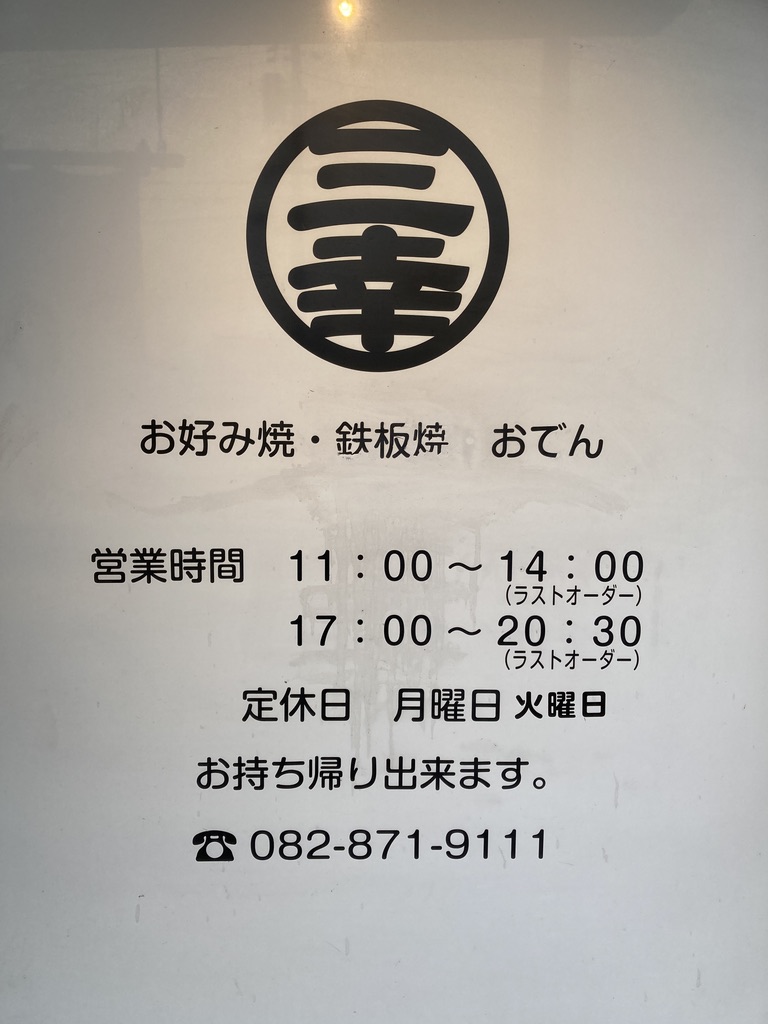 三幸
お好み焼・鉄板焼　おでん
営業時間　11：00～14：00
（ラストオーダー）
17：00～20：30
（ラストオーダー）
定休日　月曜日 火曜日
お持ち帰り出来ます。
☎082-871-9111